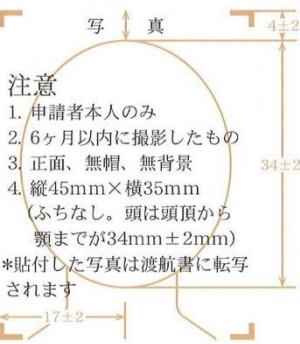 写　真
4±2
注意
1. 申請者本人のみ
2. 6ヶ月以内に撮影したもの
3. 正面、無帽、無背景
4. 縦45mm×横35mm
(ふちなし。頭は頭頂から
顎までが34mm±2mm)
34±2
*貼付した写真は渡航書に転写
されます
17±2